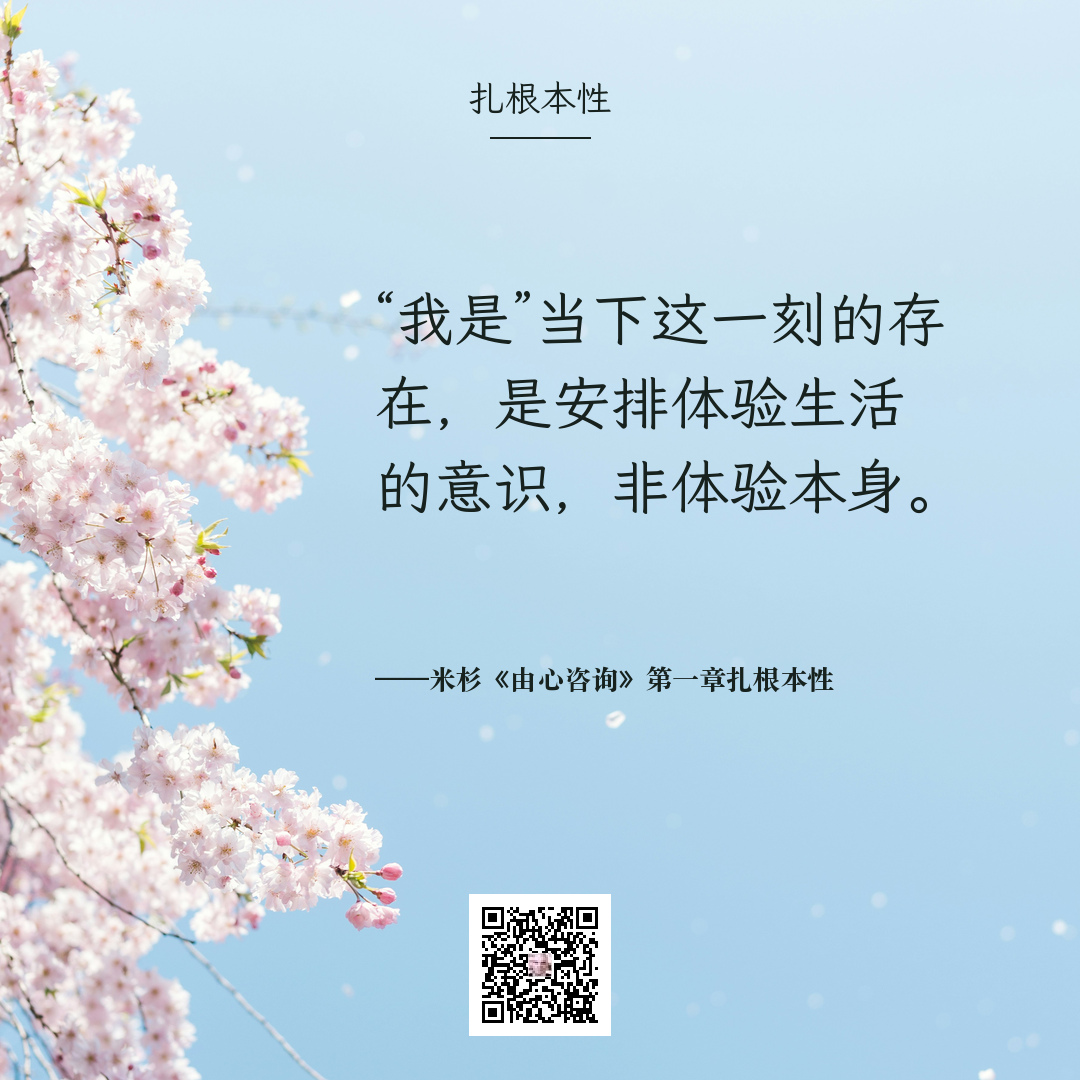 扎根本性
“我是”当下这一刻的存
在，是安排体验生活
的意识，非体验本身。
——米杉《由心咨询》第一章扎根本性